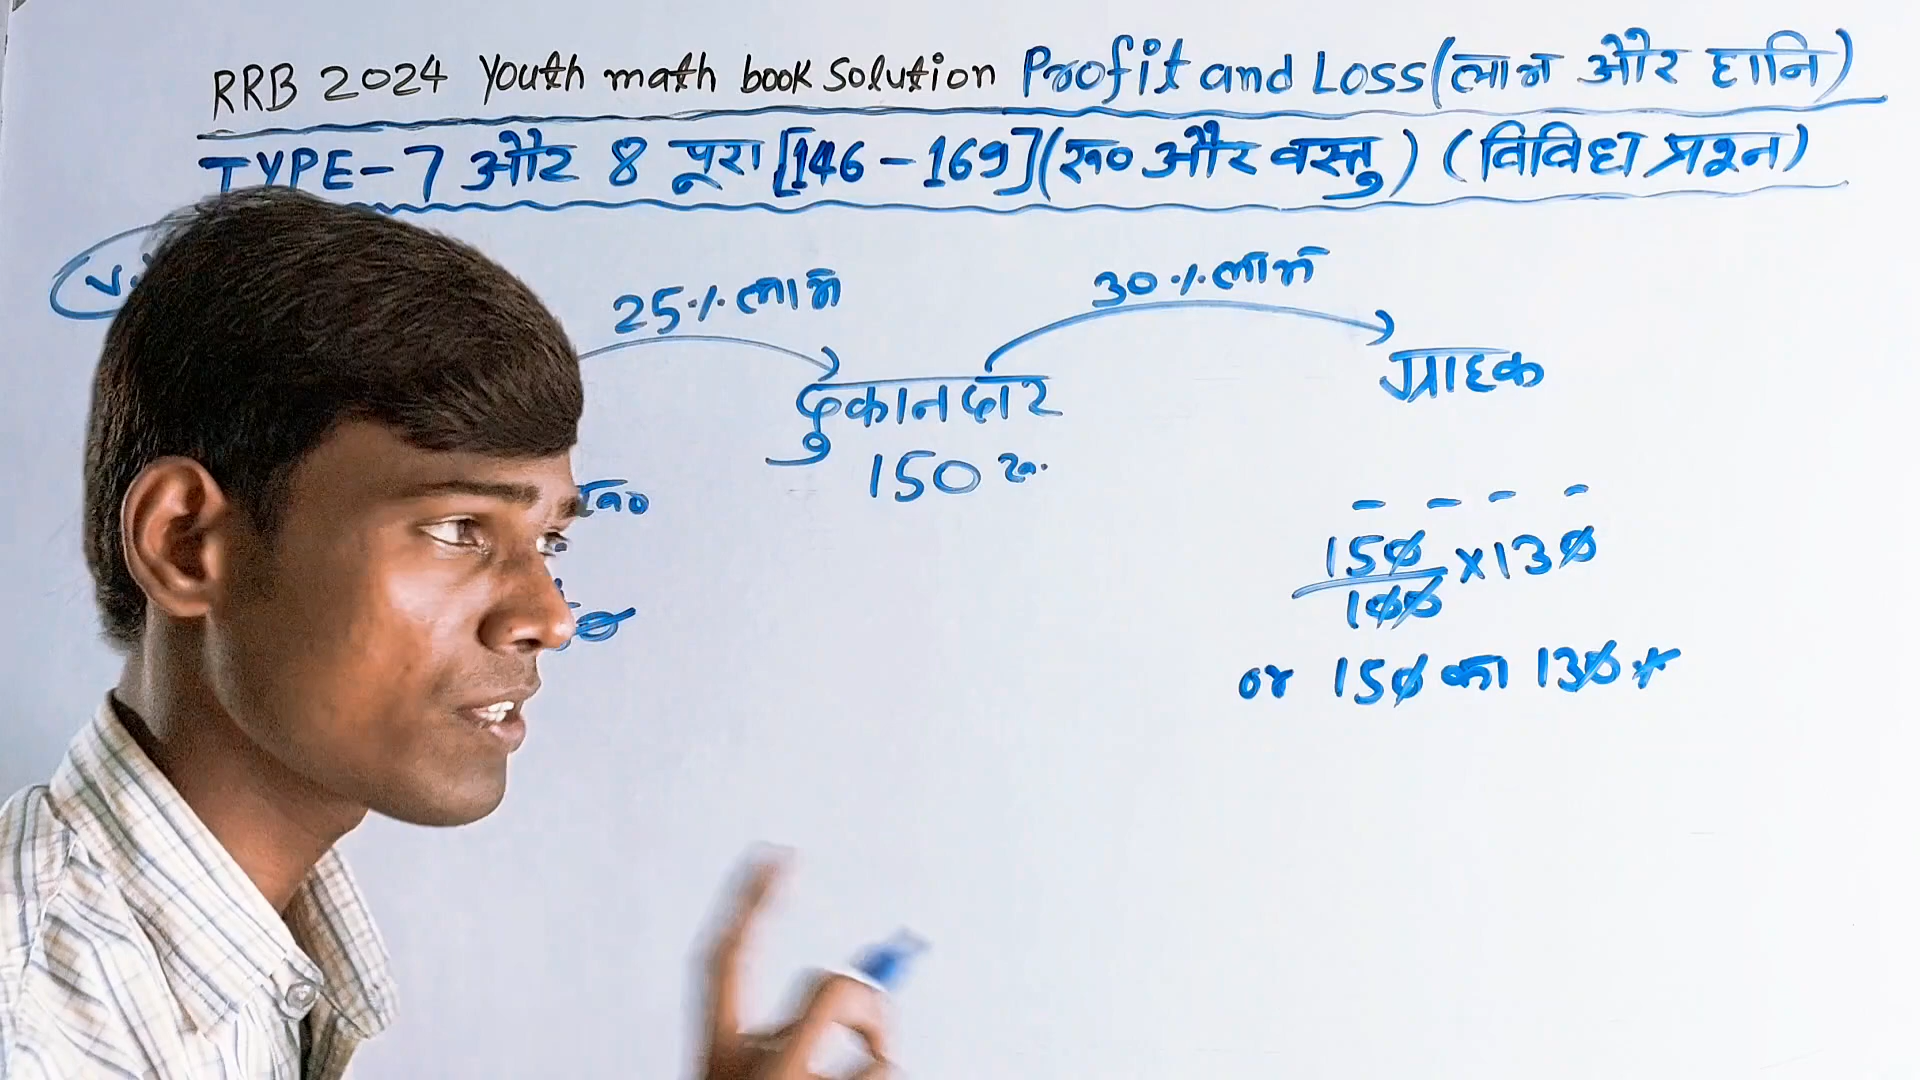 RRB 2024 Youth math book Solution Profit and Loss (लाभ और हानि)
TYPE-7 और 8 पूरा [146-169] (रू० और वस्तु) (विविध प्रश्न)
25% लाभ
30% लाभ
दुकानदार
ग्राहक
150 रू.
- - - -
150/100 × 130
or 150 का 130